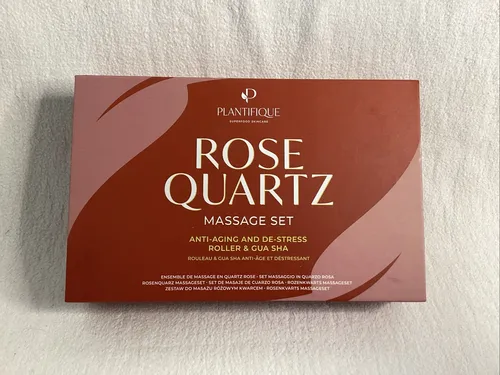 PLANTIFIQUE
SUPERFOOD SKINCARE
ROSE
QUARTZ
MASSAGE SET
ANTI-AGING AND DE-STRESS
ROLLER & GUA SHA
ROULEAU & GUA SHA ANTI-ÂGE ET DÉSTRESSANT
ENSEMBLE DE MASSAGE EN QUARTZ ROSE - SET MASSAGGIO IN QUARZO ROSA
ROSENQUARZ MASSAGESET - SET DE MASAJE DE CUARZO ROSA - ROZENKWARTS MASSAGESET
ZESTAW DO MASAŻU RÓŻOWYM KWARCEM - ROSENKVARTS MASSAGESET